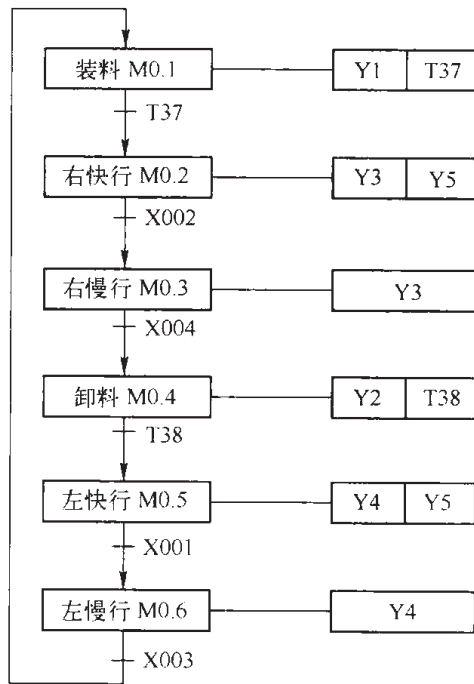 装料 M0.1 Y1 T37
T37
右快行 M0.2 Y3 Y5
X002
右慢行 M0.3 Y3
X004
卸料 M0.4 Y2 T38
T38
左快行 M0.5 Y4 Y5
X001
左慢行 M0.6 Y4
X003